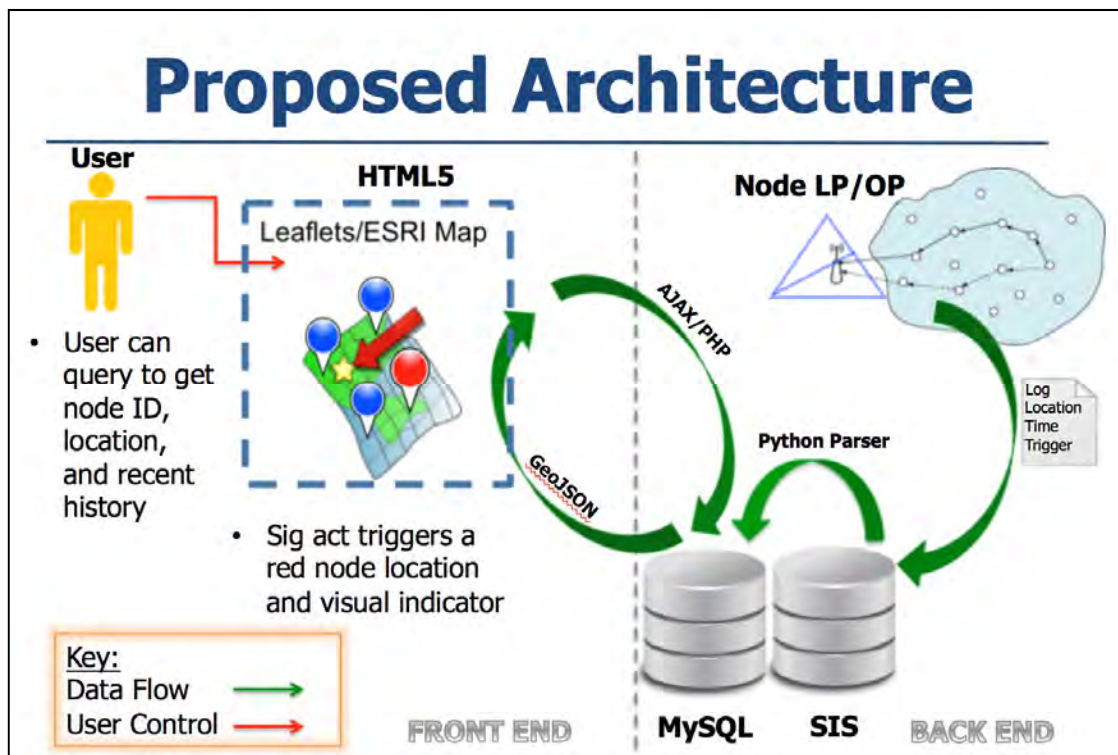 Proposed Architecture
User
HTML5
Leaflets/ESRI Map
• User can
query to get
node ID,
location,
and recent
history
• Sig act triggers a
red node location
and visual indicator
Key:
Data Flow
User Control
FRONT END
Node LP/OP
AJAX/PHP
GeoJSON
Python Parser
Log
Location
Time
Trigger
MySQL
SIS
BACK END